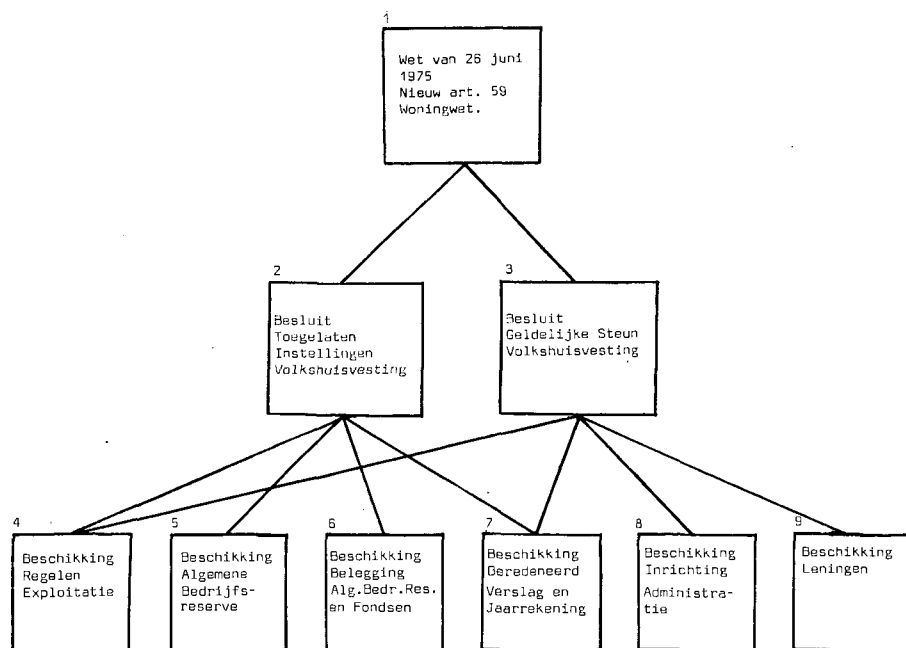 1
Wet van 26 juni
1975
Nieuw art. 59
Woningwet.
2
Besluit
Toegelaten
Instellingen
Volkshuisvesting
3
Besluit
Geldelijke Steun
Volkshuisvesting
4
Beschikking
Regelen
Exploitatie
5
Beschikking
Algemene
Bedrijfs-
reserve
6
Beschikking
Belegging
Alg.Bedr.Res.
en Fondsen
7
Beschikking
Beredeneerd
Verslag en
Jaarrekening
8
Beschikking
Inrichting
Administra-
tie
9
Beschikking
Leningen